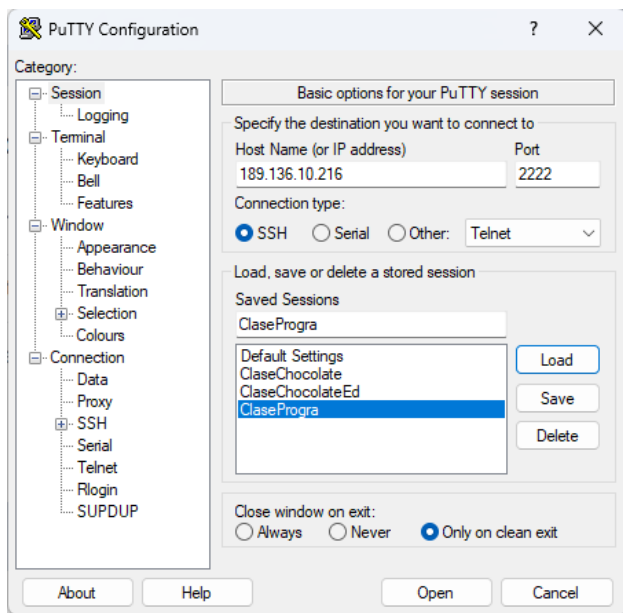 PuTTY Configuration
?
Category:
Session
Logging
Terminal
Keyboard
Bell
Features
Window
Appearance
Behaviour
Translation
Selection
Colours
Connection
Data
Proxy
SSH
Serial
Telnet
Rlogin
SUPDUP
Basic options for your PuTTY session
Specify the destination you want to connect to
Host Name (or IP address) Port
189.136.10.216 2222
Connection type:
SSH Serial Other: Telnet
Load, save or delete a stored session
Saved Sessions
ClaseProgra
Default Settings
ClaseChocolate
ClaseChocolateEd
ClaseProgra
Load
Save
Delete
Close window on exit:
Always Never Only on clean exit
About Help Open Cancel